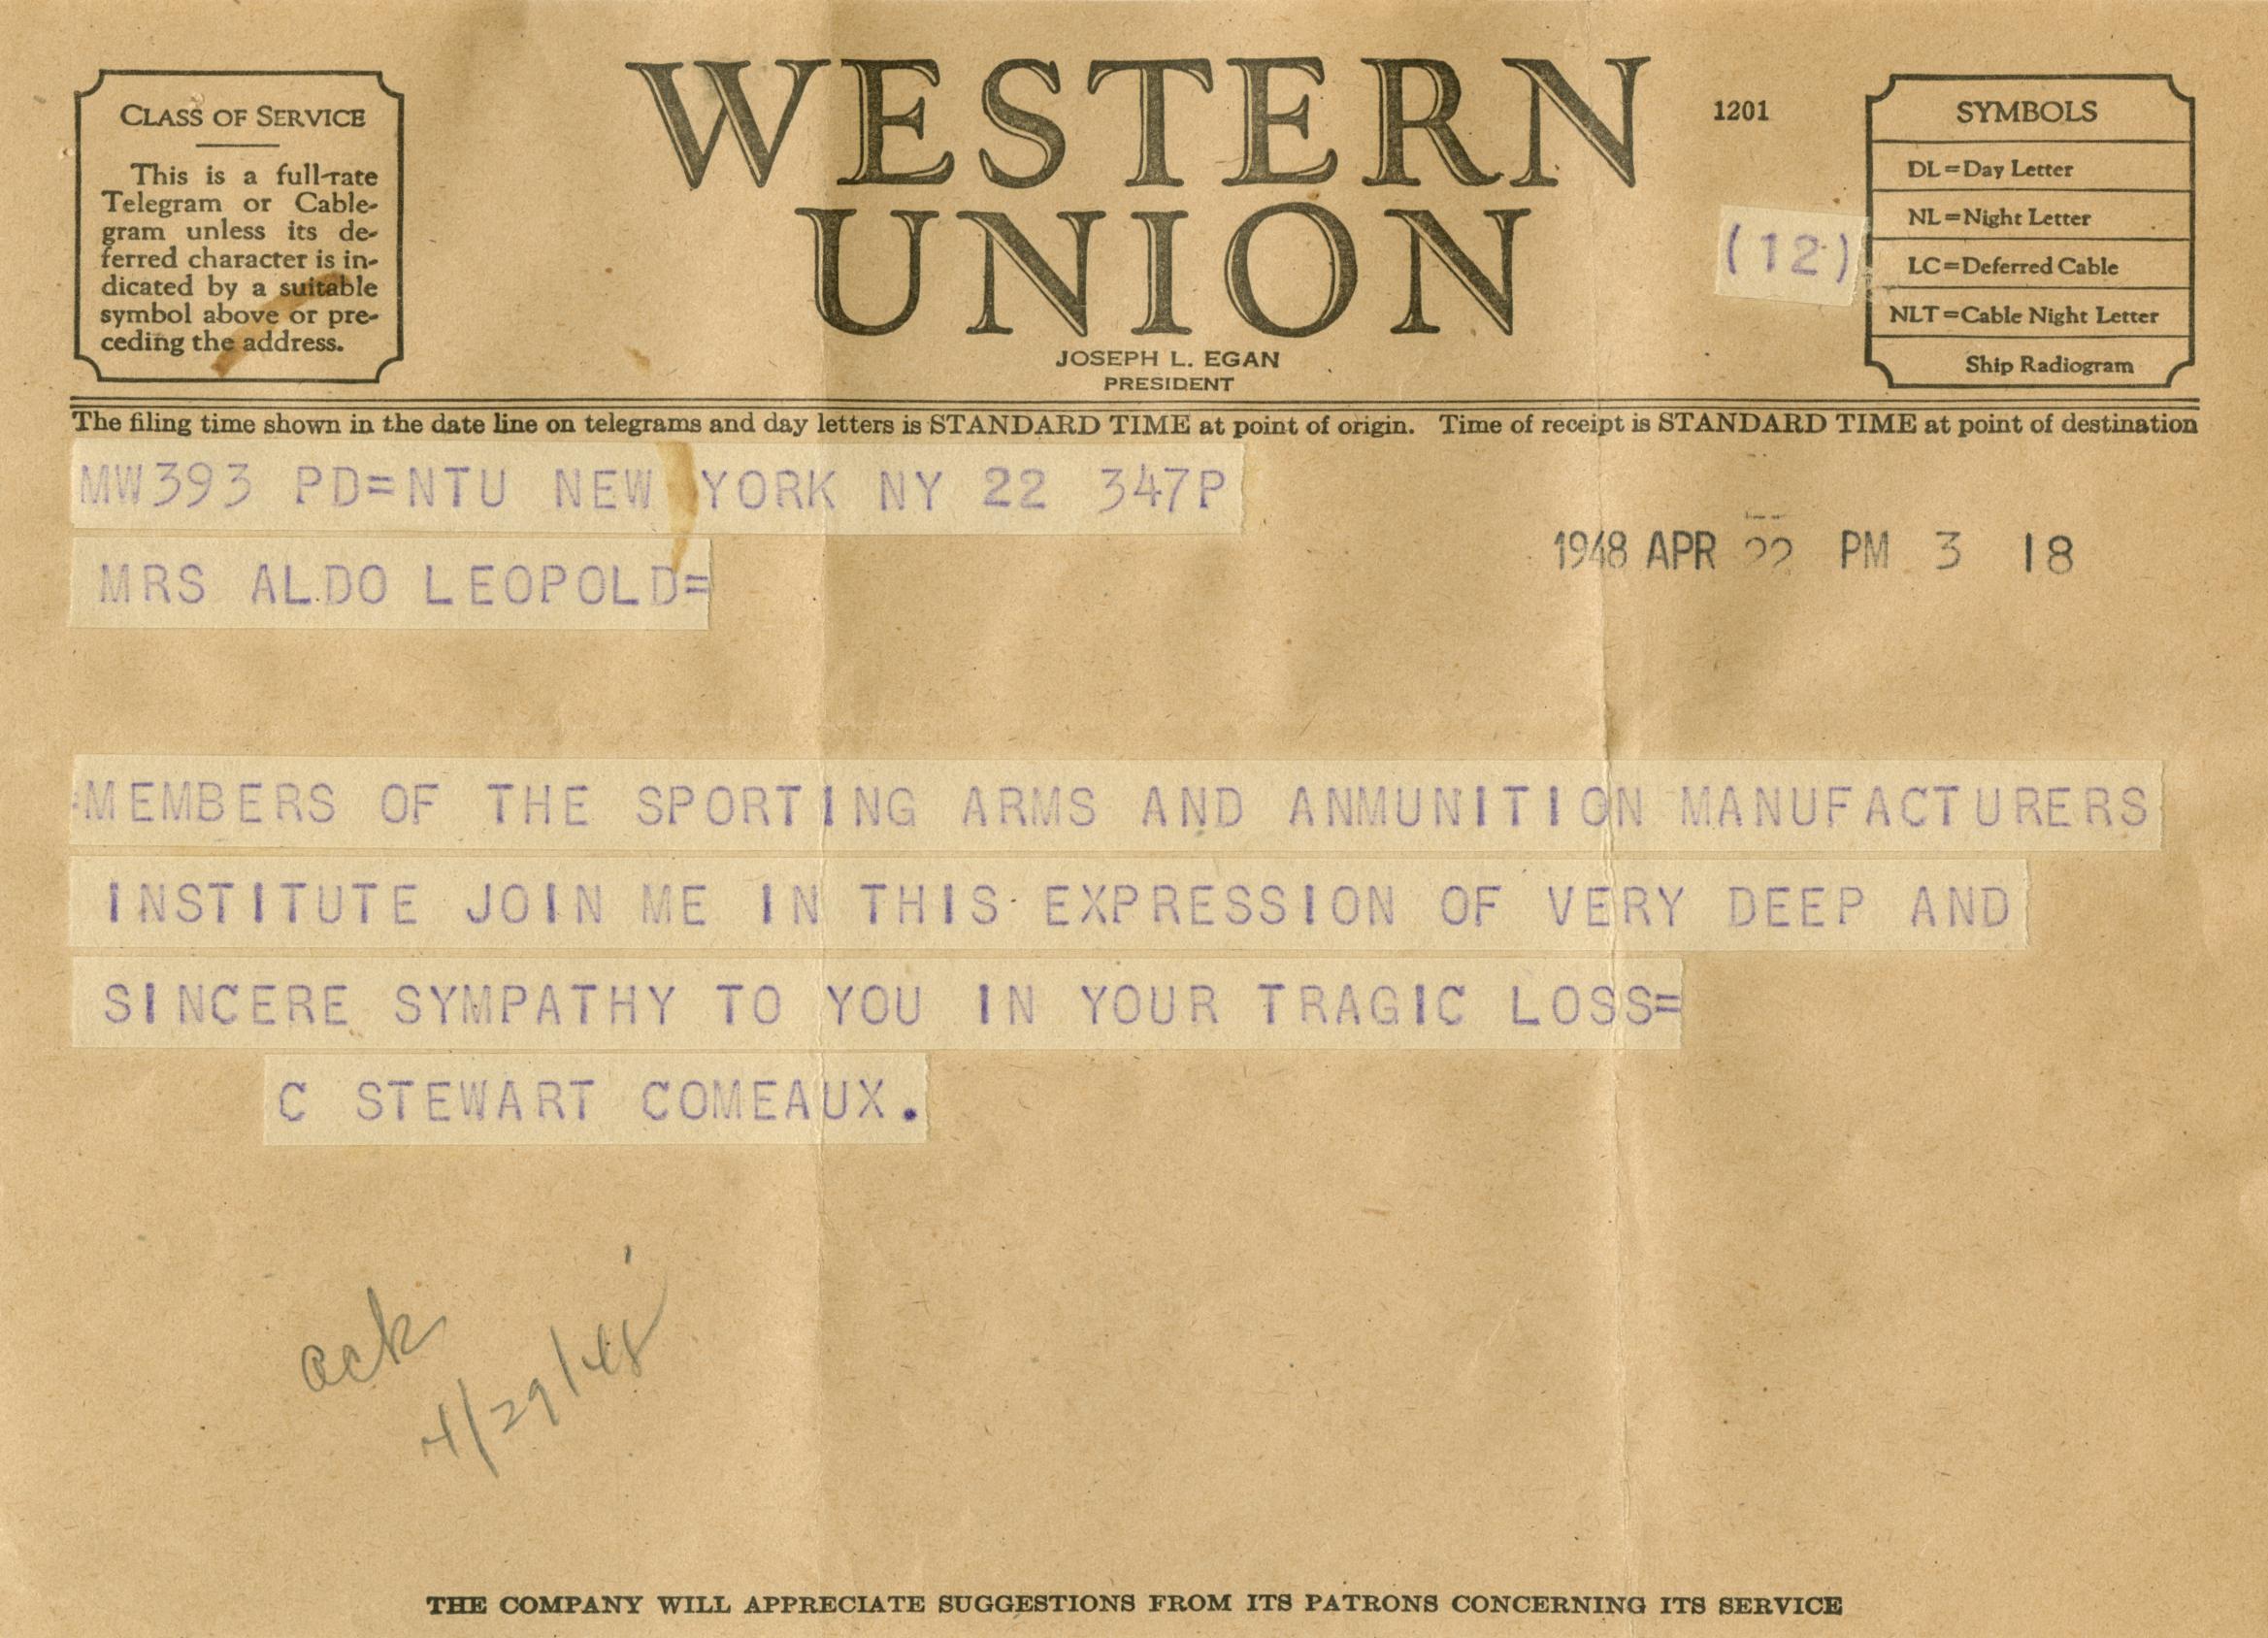 WESTERN
UNION
1201
CLASS OF SERVICE
This is a full-rate
Telegram or Cable-
gram unless its de-
ferred character is in-
dicated by a suitable
symbol above or pre-
ceding the address.
JOSEPH L. EGAN
PRESIDENT
(12)
SYMBOLS
DL=Day Letter
NL=Night Letter
LC=Deferred Cable
NLT=Cable Night Letter
Ship Radiogram
The filing time shown in the date line on telegrams and day letters is STANDARD TIME at point of origin. Time of receipt is STANDARD TIME at point of destination
MW393 PD=NTU NEW YORK NY 22 347P
1948 APR 22 PM 3 18
MRS ALDO LEOPOLD=
:MEMBERS OF THE SPORTING ARMS AND ANMUNITION MANUFACTURERS
INSTITUTE JOIN ME IN THIS EXPRESSION OF VERY DEEP AND
SINCERE SYMPATHY TO YOU IN YOUR TRAGIC LOSS=
C STEWART COMEAUX.
ack
4/29/48
THE COMPANY WILL APPRECIATE SUGGESTIONS FROM ITS PATRONS CONCERNING ITS SERVICE